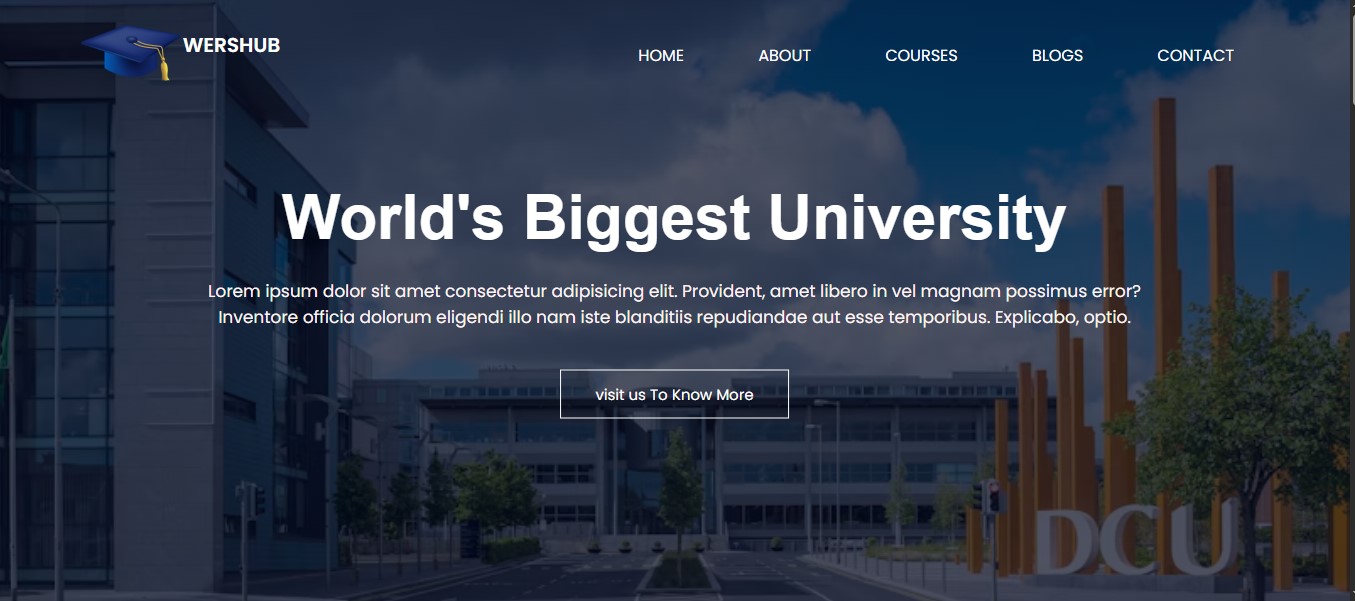 WERSHUB
HOME ABOUT COURSES BLOGS CONTACT
World's Biggest University
Lorem ipsum dolor sit amet consectetur adipisicing elit. Provident, amet libero in vel magnam possimus error?
Inventore officia dolorum eligendi illo nam iste blanditiis repudiandae aut esse temporibus. Explicabo, optio.
visit us To Know More
DCU